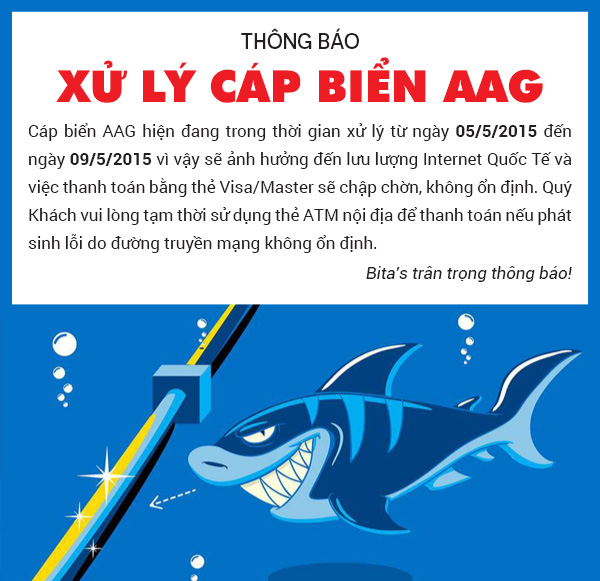 THÔNG BÁO
XỬ LÝ CÁP BIỂN AAG
Cáp biển AAG hiện đang trong thời gian xử lý từ ngày 05/5/2015 đến
ngày 09/5/2015 vì vậy sẽ ảnh hưởng đến lưu lượng Internet Quốc Tế và
việc thanh toán bằng thẻ Visa/Master sẽ chập chờn, không ổn định. Quý
Khách vui lòng tạm thời sử dụng thẻ ATM nội địa để thanh toán nếu phát
sinh lỗi do đường truyền mạng không ổn định.
Bita's trân trọng thông báo!